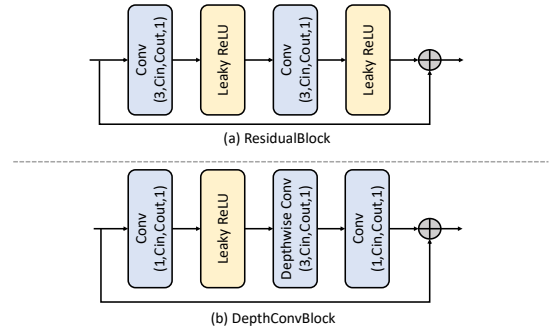 Conv
(3,Cin,Cout,1)
Leaky ReLU
Conv
(3,Cin,Cout,1)
Leaky ReLU
(a) ResidualBlock
Conv
(1,Cin,Cout,1)
Leaky ReLU
Depthwise Conv
(3,Cin,Cout,1)
Conv
(1,Cin,Cout,1)
(b) DepthConvBlock